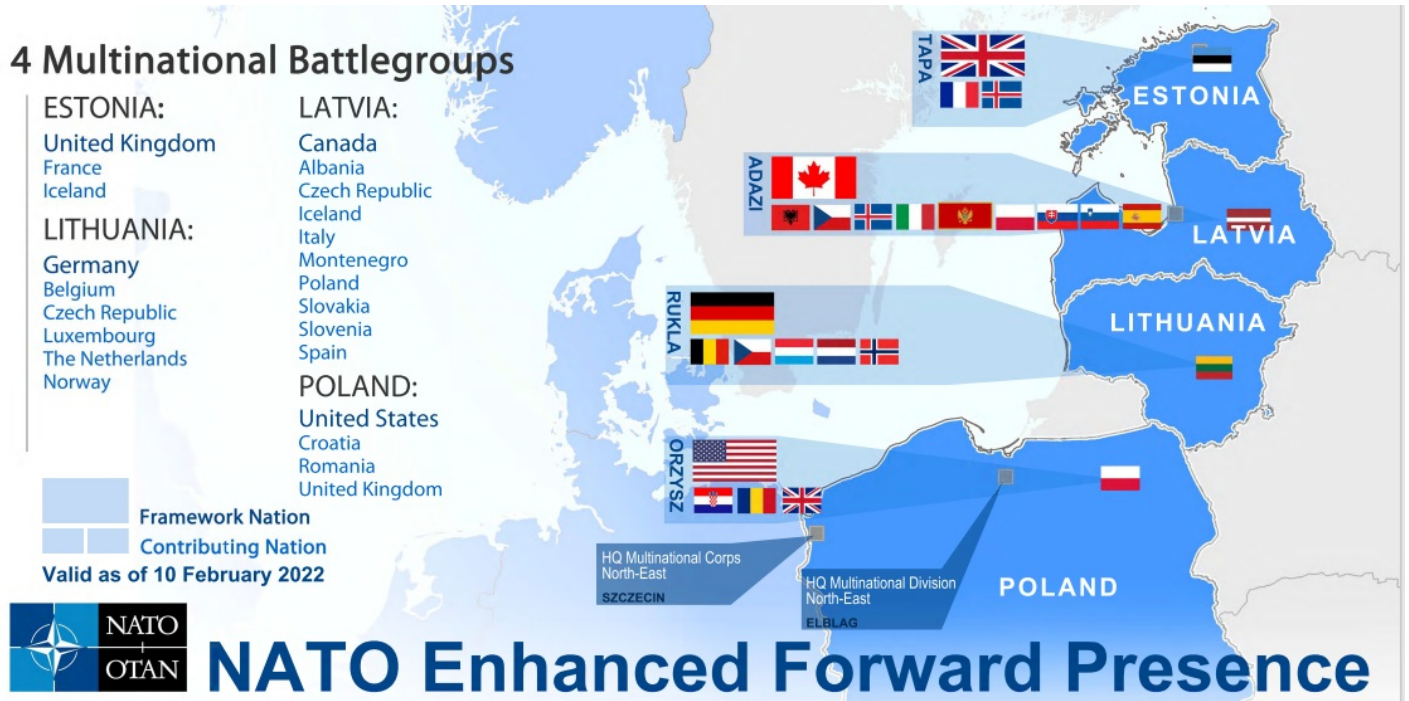 4 Multinational Battlegroups
ESTONIA:
United Kingdom
France
Iceland
LITHUANIA:
Germany
Belgium
Czech Republic
Luxembourg
The Netherlands
Norway
LATVIA:
Canada
Albania
Czech Republic
Iceland
Italy
Montenegro
Poland
Slovakia
Slovenia
Spain
POLAND:
United States
Croatia
Romania
United Kingdom
Framework Nation
Contributing Nation
Valid as of 10 February 2022
TAPA
ESTONIA
ADAZI
LATVIA
RUKLA
LITHUANIA
ORZYSZ
HQ Multinational Corps
North-East
SZCZECIN
HQ Multinational Division
North-East
ELBLAG
POLAND
NATO
OTAN
NATO Enhanced Forward Presence